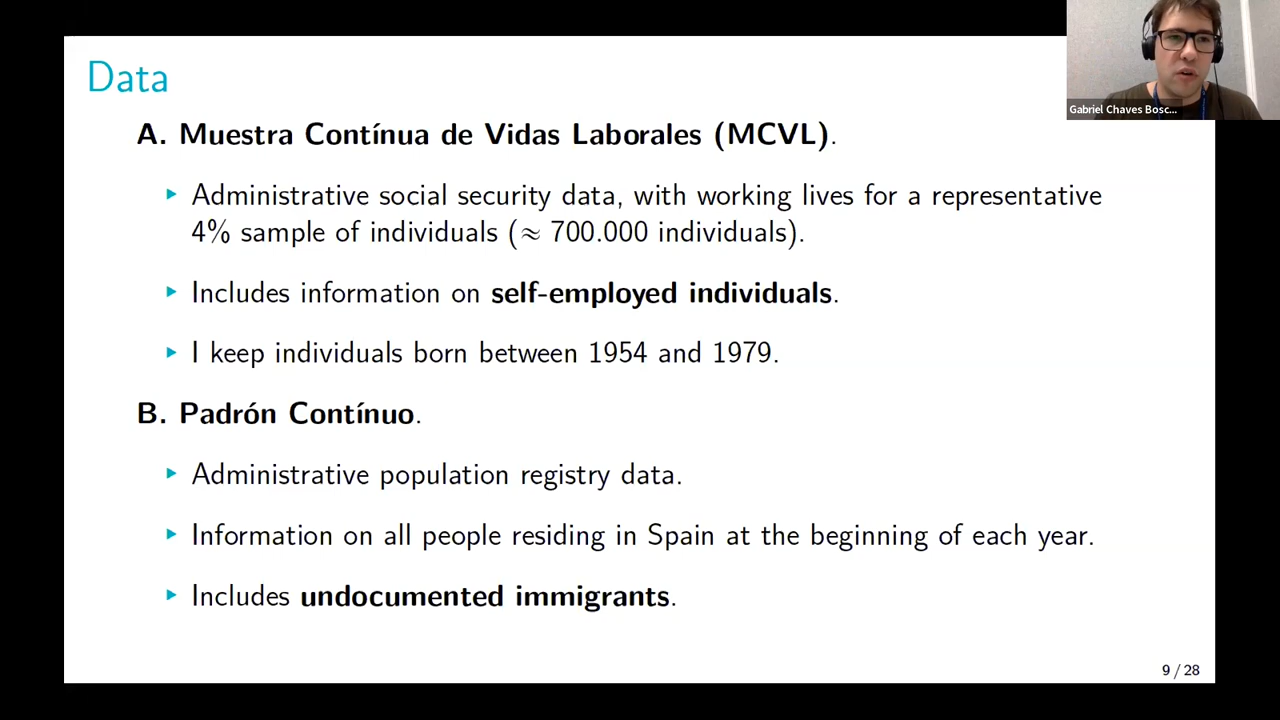 Data
Gabriel Chaves Bosc...
A. Muestra Contínua de Vidas Laborales (MCVL).
Administrative social security data, with working lives for a representative
4% sample of individuals (≈ 700.000 individuals).
Includes information on self-employed individuals.
I keep individuals born between 1954 and 1979.
B. Padrón Contínuo.
Administrative population registry data.
Information on all people residing in Spain at the beginning of each year.
Includes undocumented immigrants.
9 / 28